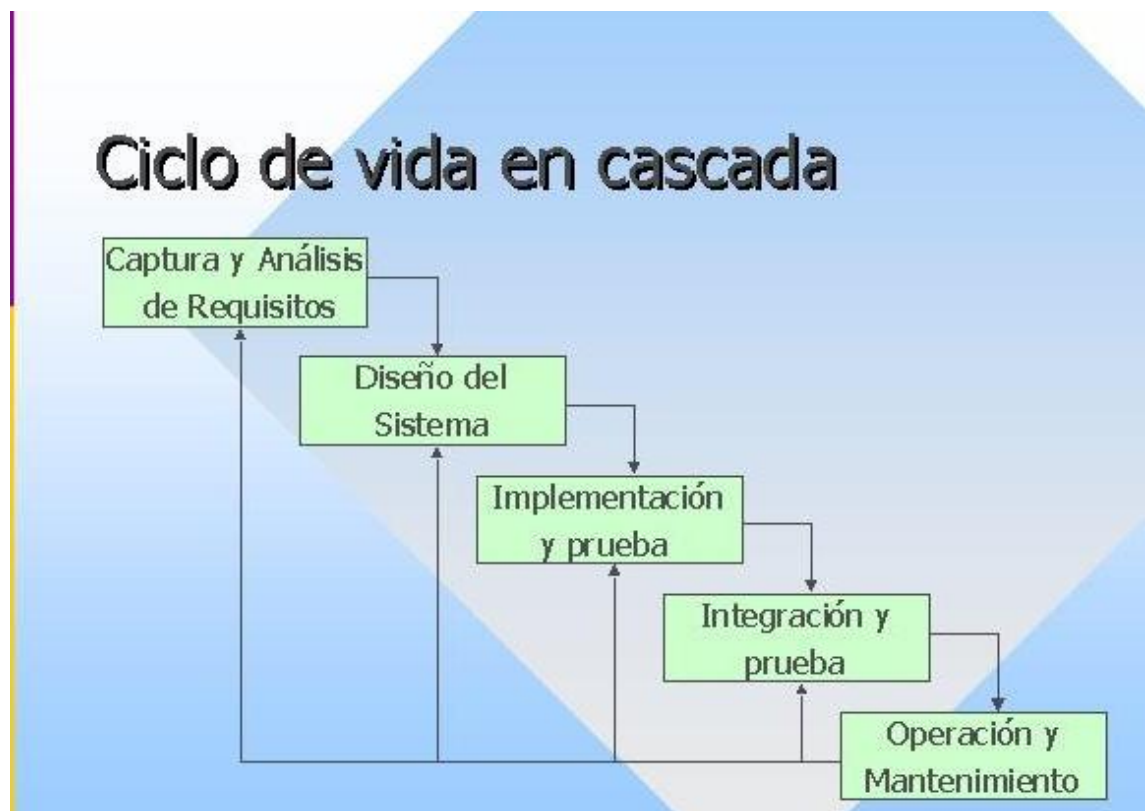 Ciclo de vida en cascada
Captura y Análisis
de Requisitos
Diseño del
Sistema
Implementación
y prueba
Integración y
prueba
Operación y
Mantenimiento